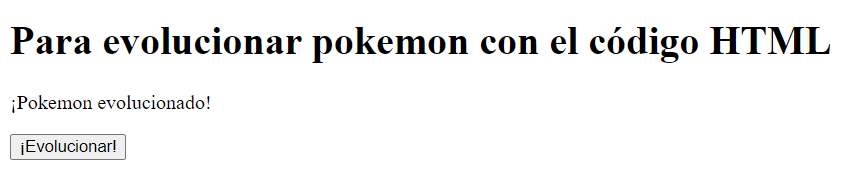 Para evolucionar pokemon con el código HTML
¡Pokemon evolucionado!
¡Evolucionar!